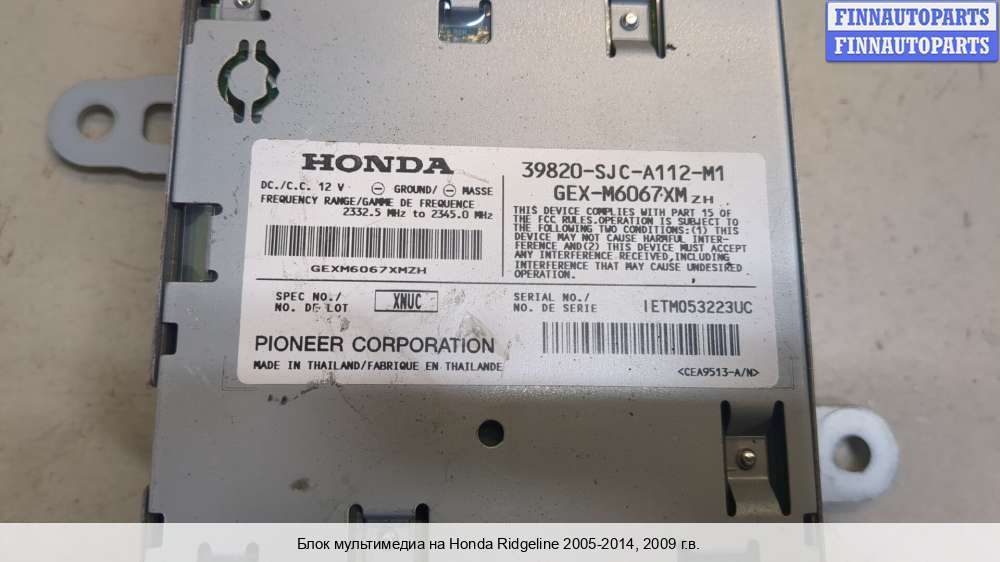 FINNAUTOPARTS
FINNAUTOPARTS
HONDA
DC./C.C. 12 V ⊖ GROUND/ ⊖ MASSE
FREQUENCY RANGE/GAMME DE FREQUENCE
2332.5 MHz to 2345.0 MHz
GEXM6067XMZH
39820-SJC-A112-M1
GEX-M6067XM ZH
THIS DEVICE COMPLIES WITH PART 15 OF
THE FCC RULES.OPERATION IS SUBJECT TO
THE FOLLOWING TWO CONDITIONS:(1) THIS
DEVICE MAY NOT CAUSE HARMFUL INTER-
FERENCE AND(2) THIS DEVICE MUST ACCEPT
ANY INTERFERENCE RECEIVED,INCLUDING
INTERFERENCE THAT MAY CAUSE UNDESIRED
OPERATION.
SPEC NO./
NO. DE LOT
XNUC
SERIAL NO./
NO. DE SERIE
IETM053223UC
PIONEER CORPORATION
MADE IN THAILAND/FABRIQUE EN THAILANDE
<CEA9513-A/N>
Блок мультимедиа на Honda Ridgeline 2005-2014, 2009 г.в.